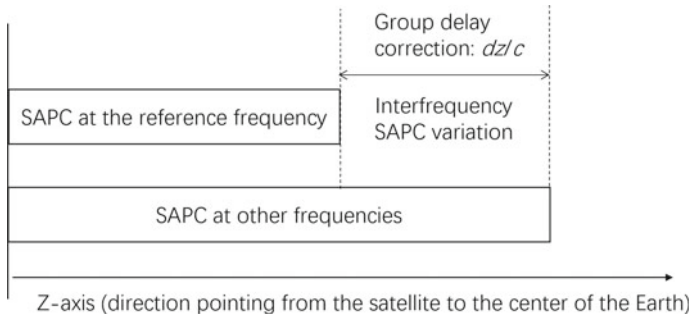 Group delay
correction: dz/c
SAPC at the reference frequency
Interfrequency
SAPC variation
SAPC at other frequencies
Z-axis (direction pointing from the satellite to the center of the Earth)